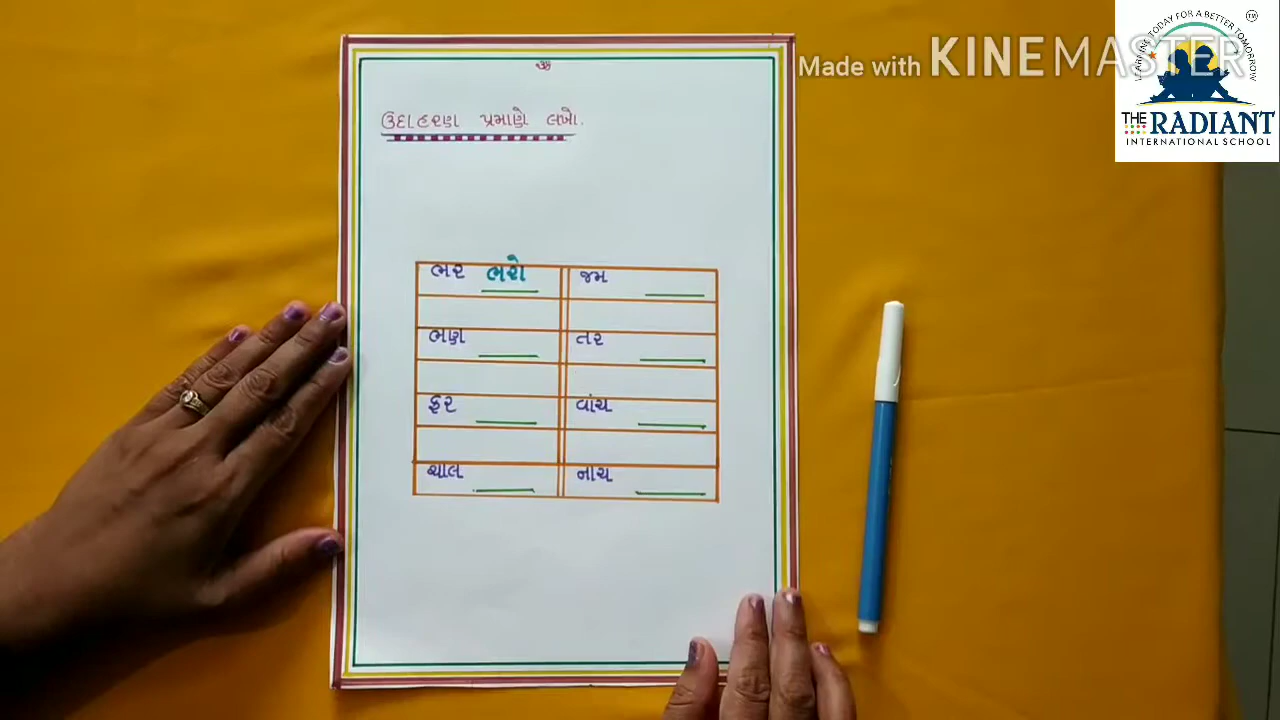 Made with KINEMASTER
LEARNING TODAY FOR A BETTER TOMORROW
TM
THE RADIANT
INTERNATIONAL SCHOOL
ૐ
ઉદાહરણ પ્રમાણે લખો.
ભર ભરો જમ
ભણ તર
ફર વાંચ
ચાલ નાચ